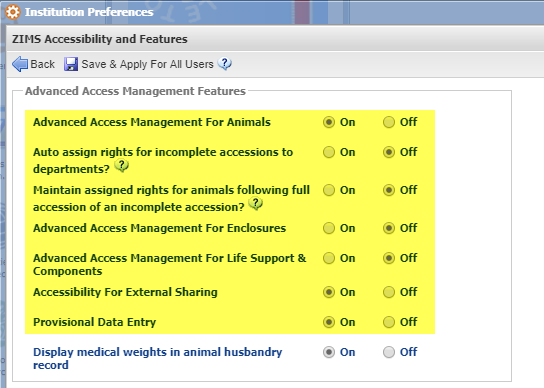 Institution Preferences
ZIMS Accessibility and Features
Back Save & Apply For All Users ?
Advanced Access Management Features
Advanced Access Management For Animals On Off
Auto assign rights for incomplete accessions to On Off
departments? ?
Maintain assigned rights for animals following full On Off
accession of an incomplete accession? ?
Advanced Access Management For Enclosures On Off
Advanced Access Management For Life Support & On Off
Components
Accessibility For External Sharing On Off
Provisional Data Entry On Off
Display medical weights in animal husbandry On Off
record